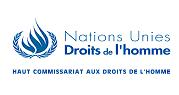 Nations Unies
Droits de l'homme
HAUT COMMISSARIAT AUX DROITS DE L'HOMME